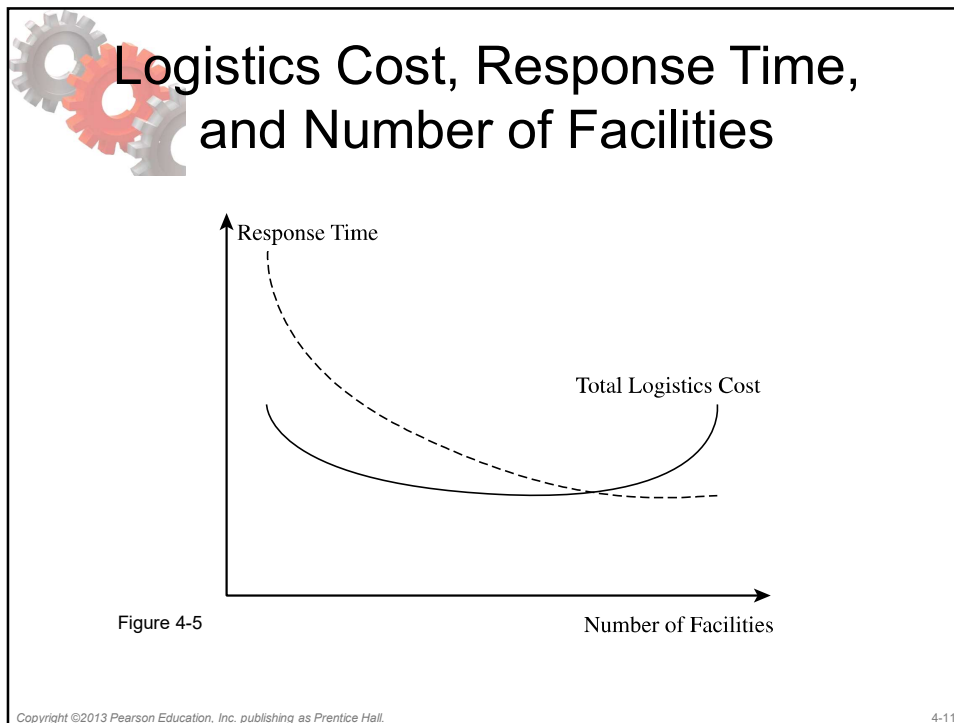 Logistics Cost, Response Time,
and Number of Facilities
Response Time
Total Logistics Cost
Number of Facilities
Figure 4-5
Copyright ©2013 Pearson Education, Inc. publishing as Prentice Hall.
4-11